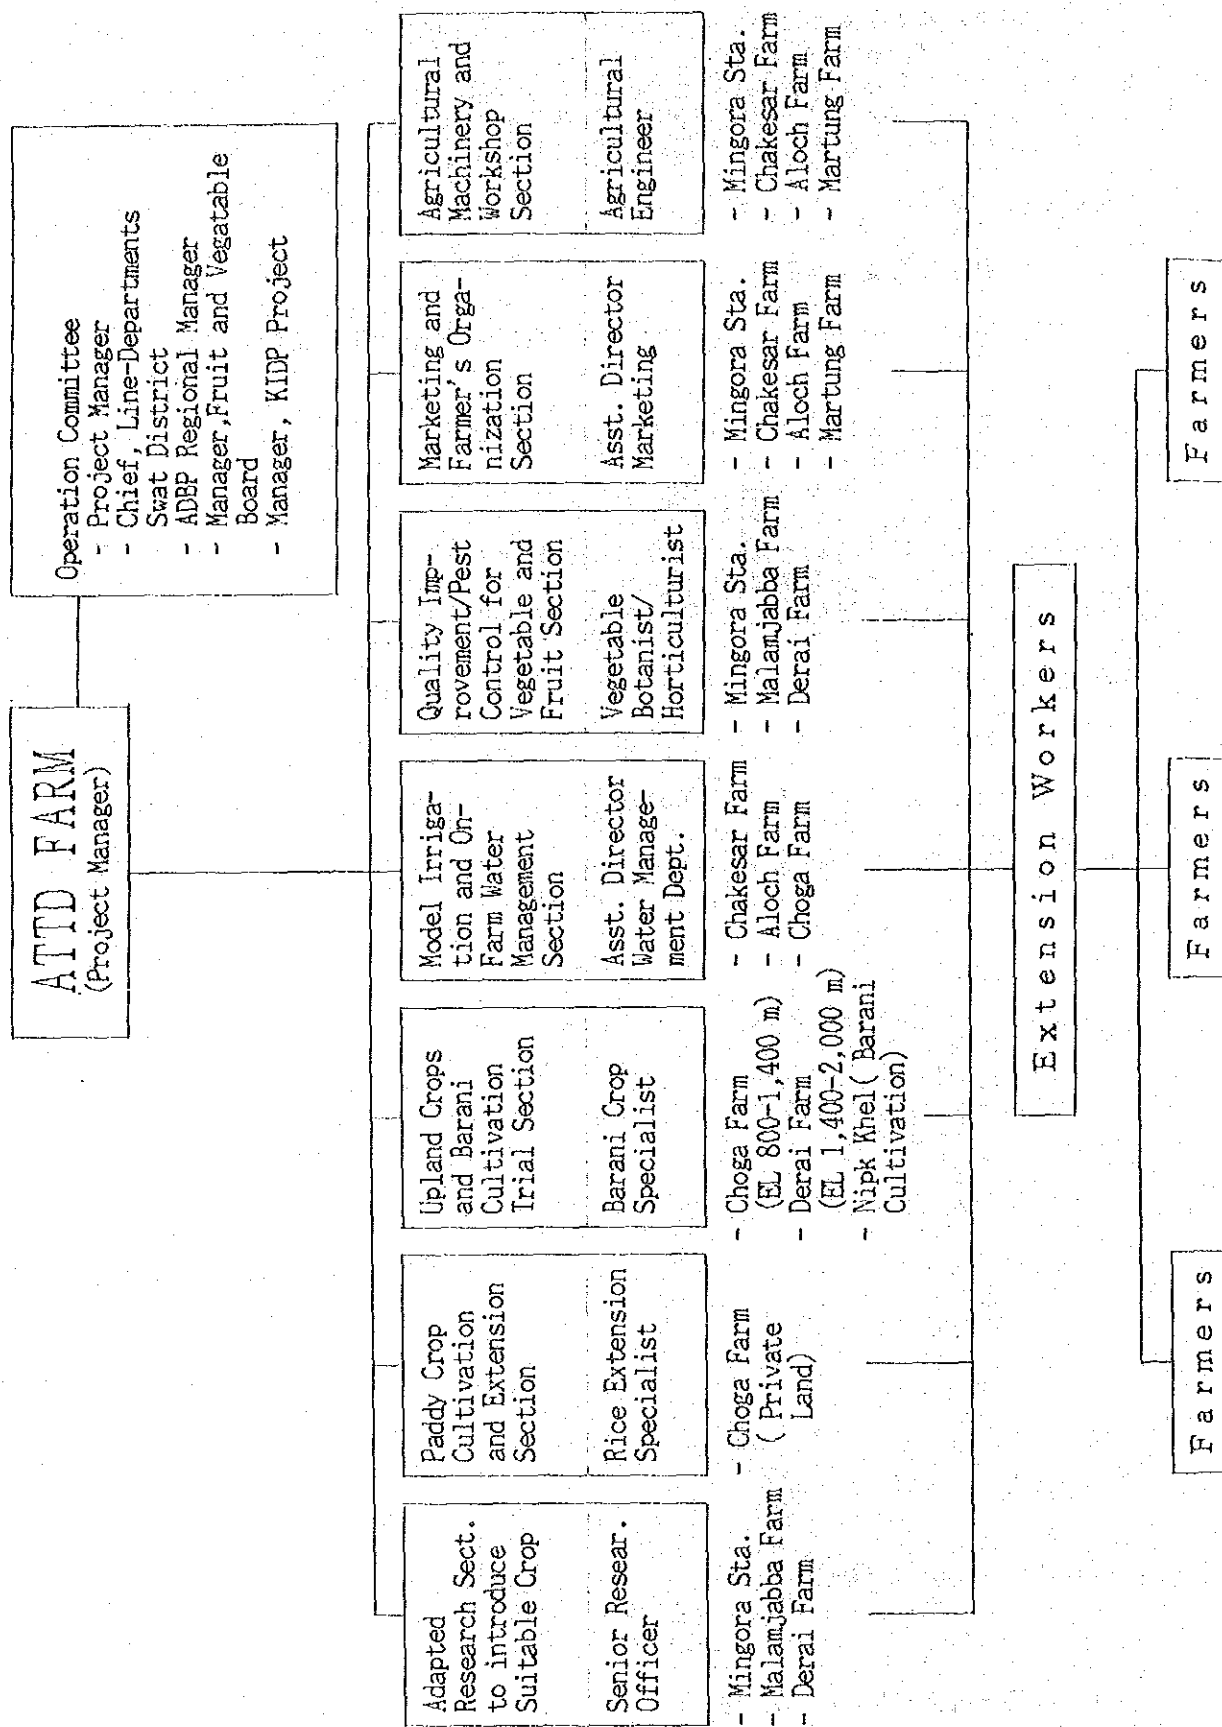 ATTD FARM
(Project Manager)
Operation Committee
- Project Manager
- Chief, Line-Departments
Swat District
- ADBP Regional Manager
- Manager,Fruit and Vegatable
Board
- Manager, KIDP Project
Adapted
Research Sect.
to introduce
Suitable Crop
Senior Resear.
Officer
- Mingora Sta.
- Malamjabba Farm
- Derai Farm
Paddy Crop
Cultivation
and Extension
Section
Rice Extension
Specialist
- Choga Farm
( Private
Land)
Upland Crops
and Barani
Cultivation
Trial Section
Barani Crop
Specialist
- Choga Farm
(EL 800-1,400 m)
- Derai Farm
(EL 1,400-2,000 m)
- Nipk Khel( Barani
Cultivation)
Model Irriga-
tion and On-
Farm Water
Management
Section
Asst. Director
Water Manage-
ment Dept.
- Chakesar Farm
- Aloch Farm
- Choga Farm
Quality Imp-
rovement/Pest
Control for
Vegetable and
Fruit Section
Vegetable
Botanist/
Horticulturist
- Mingora Sta.
- Malamjabba Farm
- Derai Farm
Marketing and
Farmer's Orga-
nization
Section
Asst. Director
Marketing
- Mingora Sta.
- Chakesar Farm
- Aloch Farm
- Martung Farm
Agricultural
Machinery and
Workshop
Section
Agricultural
Engineer
- Mingora Sta.
- Chakesar Farm
- Aloch Farm
- Martung Farm
Extension Workers
Farmers
Farmers
Farmers